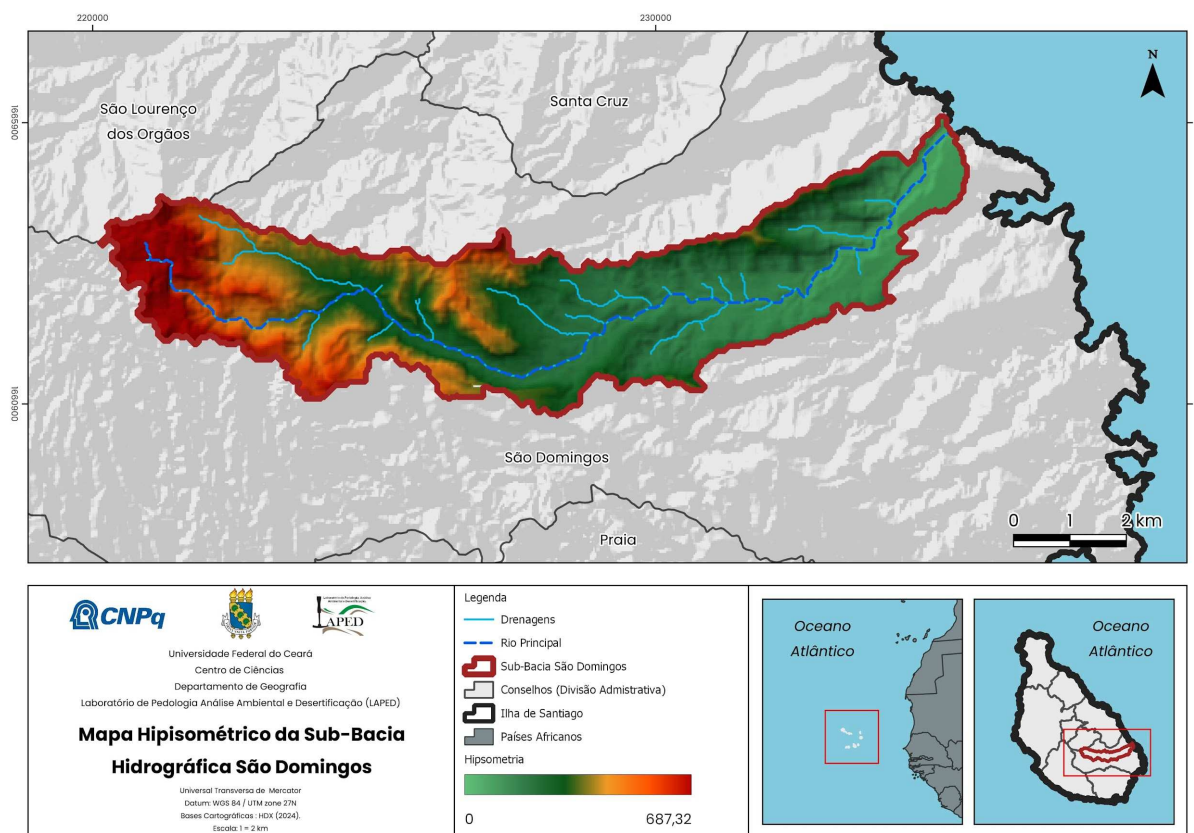 220000
230000
1665900
1660900
N
São Lourenço
dos Orgãos
Santa Cruz
São Domingos
Praia
0 1 2 km
CNPq
LAPED
Universidade Federal do Ceará
Centro de Ciências
Departamento de Geografia
Laboratório de Pedologia Análise Ambiental e Desertificação (LAPED)
Mapa Hipisométrico da Sub-Bacia
Hidrográfica São Domingos
Universal Transversa de Mercator
Datum: WGS 84 / UTM zone 27N
Bases Cartográficas : HDX (2024).
Escala: 1 = 2 km
Legenda
Drenagens
Rio Principal
Sub-Bacia São Domingos
Conselhos (Divisão Admistrativa)
Ilha de Santiago
Países Africanos
Hipsometria
0 687,32
Oceano
Atlântico
Oceano
Atlântico